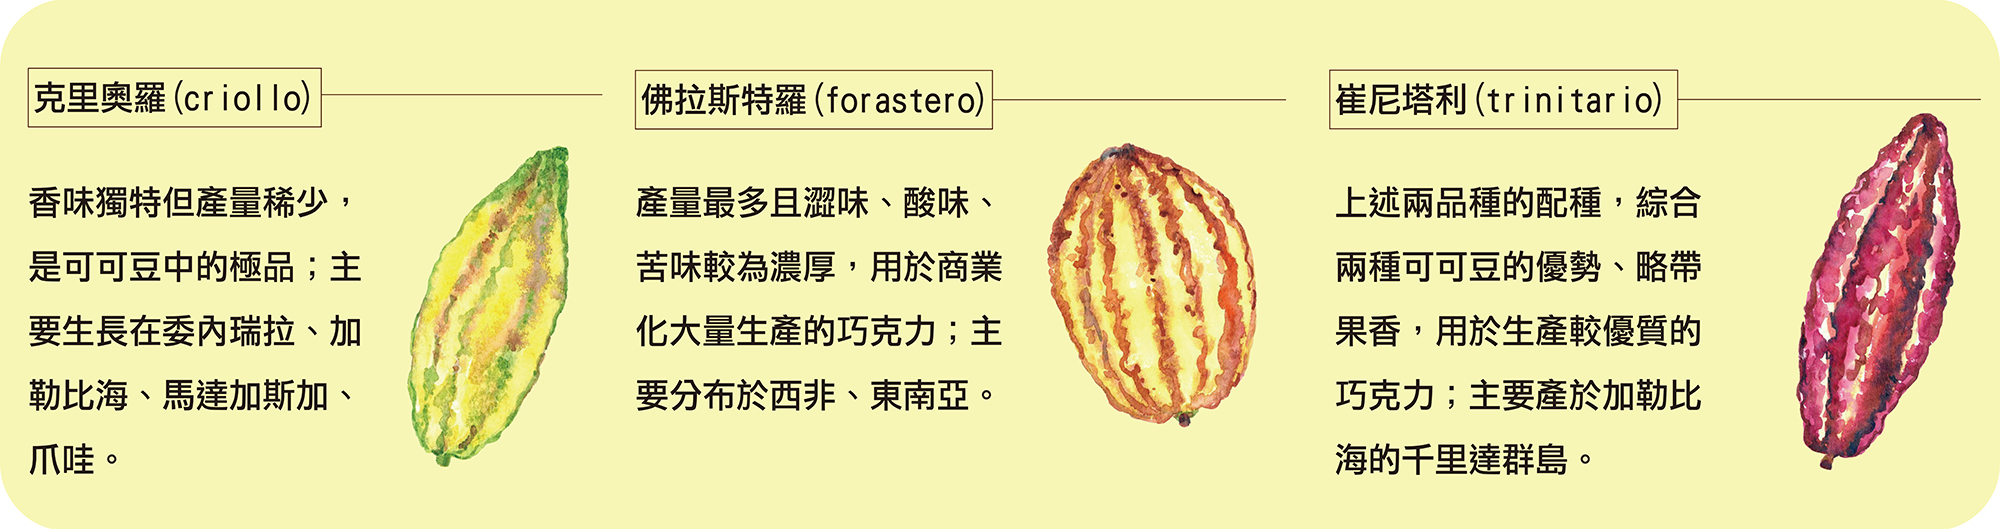 克里奧羅(criollo)
香味獨特但產量稀少，
是可可豆中的極品；主
要生長在委內瑞拉、加
勒比海、馬達加斯加、
爪哇。
佛拉斯特羅(forastero)
產量最多且澀味、酸味、
苦味較為濃厚，用於商業
化大量生產的巧克力；主
要分布於西非、東南亞。
崔尼塔利(trinitario)
上述兩品種的配種，綜合
兩種可可豆的優勢、略帶
果香，用於生產較優質的
巧克力；主要產於加勒比
海的千里達群島。